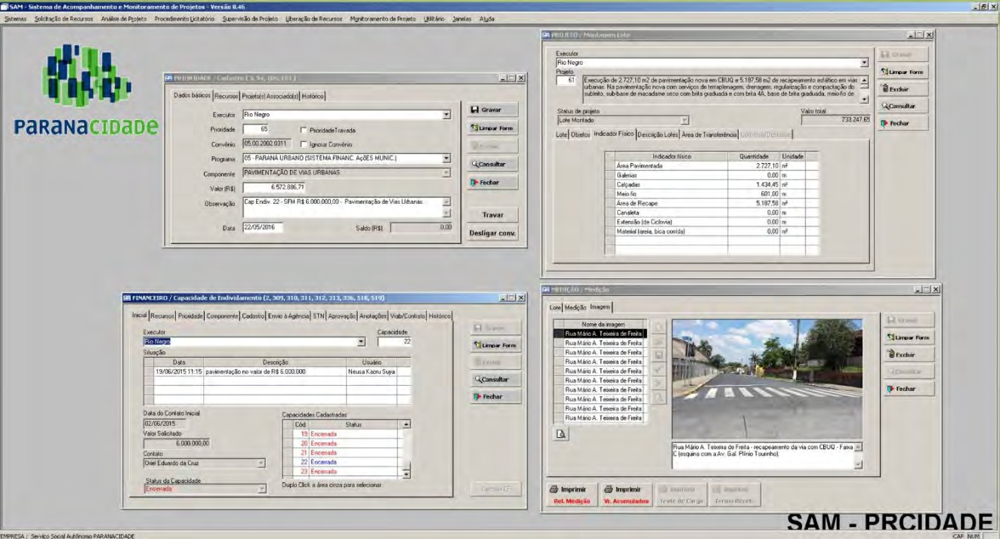 SAM - Sistema de Acompanhamento e Monitoramento de Projetos - Versão 8.46
Sistemas Solicitação de Recursos Análise de Projeto Procedimento Licitatório Supervisão de Projeto Liberação de Recursos Monitoramento de Projeto Utilitário Janelas Ajuda
PARANACIDADE
PRIORIDADE / Cadastro
Dados básicos Recursos Projeto(s) Associado(s) Histórico
Executor Rio Negro
Prioridade 65 PrioridadeTravada
Convênio 05.00.2002.0311 Ignorar Convênio
Programa 05 - PARANÁ URBANO (SISTEMA FINANC. AçõES MUNIC.)
Componente PAVIMENTAÇÃO DE VIAS URBANAS
Valor (R$) 6.572.886,71
Observação Cap Endiv. 22 - SFM R$ 6.000.000,00 - Pavimentação de Vias Urbanas
Data 22/05/2016 Saldo (R$) 0,00
Gravar
Limpar Form
Excluir
Consultar
Fechar
Travar
Desligar conv.
PROJETO / Montagem Lote
Executor
Rio Negro
Projeto
61 Execução de 2.727,10 m2 de pavimentação nova em CBUQ e 5.187,58 m2 de recapeamento asfáltico em vias
urbanas. Na pavimentação nova com serviços de terraplenagem, drenagem, regularização e compactação do
subleito, sub-base de macadame seco com brita graduada e com brita 4A, base de brita graduada, meio-fio de
Status de projeto Valor total
Lote Montado 733.247,65
Lote Objetos Indicador Físico Descrição Lotes Área de Transferência
Indicador físico Quantidade Unidade
Área Pavimentada 2.727,10 m²
Galerias 0,00 m
Calçadas 1.434,45 m²
Meio fio 601,00 m
Área de Recape 5.187,58 m²
Canaleta 0,00 m
Extensão (de Ciclovia) 0,00 m
Material (areia, bica corrida) 0,00 m²
Gravar
Limpar Form
Excluir
Consultar
Fechar
FINANCEIRO / Capacidade de Endividamento (2, 309, 310, 311, 312, 313, 336, 518, 519)
Inicial Recursos Prioridade Componente Cadastro Envio à Agência STN Aprovação Anotações Viab/Contrato Histórico
Executor Capacidade
Rio Negro 22
Situação
Data Descrição Usuário
19/06/2015 11:15 pavimentação no valor de R$ 6.000.000 Neusa Kaoru Suya
Data do Contato Inicial
02/06/2015
Valor Solicitado
6.000.000,00
Contato
Oriel Eduardo da Cruz
Status da Capacidade
Encerrada
Capacidades Cadastradas
Cód Status
19 Encerrada
20 Encerrada
21 Encerrada
22 Encerrada
23 Encerrada
Duplo Click a área cinza para selecionar
Gravar
Limpar Form
Excluir
Consultar
Fechar
MEDIÇÃO / Medição
Lote Medição Imagem
Nome da imagem
Rua Mário A. Teixeira de Freita
Rua Mário A. Teixeira de Freita
Rua Mário A. Teixeira de Freita
Rua Mário A. Teixeira de Freita
Rua Mário A. Teixeira de Freita
Rua Mário A. Teixeira de Freita
Rua Mário A. Teixeira de Freita
Rua Mário A. Teixeira de Freita
Rua Mário A. Teixeira de Freita
Rua Mário A. Teixeira de Freita
Rua Mário A. Teixeira de Freita - recapeamento da via com CBUQ - Faixa
C (esquina com a Av. Gal. Plínio Tourinho).
Gravar
Limpar Form
Excluir
Consultar
Fechar
Imprimir Imprimir Imprimir Imprimir
Rel. Medição Vr. Acumulados Teste de Carga Termo Receb.
SAM - PRCIDADE
EMPRESA : Serviço Social Autônomo PARANACIDADE CAP NUM